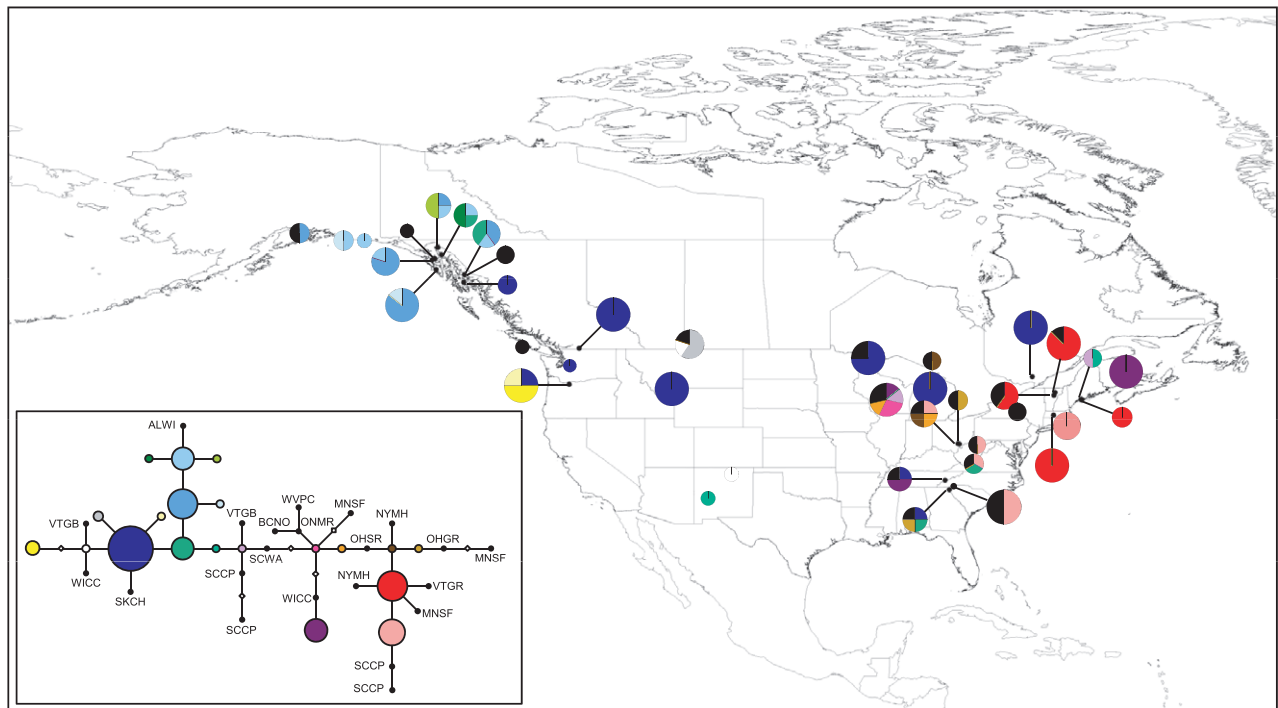 ALWI
WVPC
MNSF
VTGB
VTGB
BCNO
ONMR
NYMH
SCWA
OHSR
OHGR
MNSF
WICC
SKCH
SCCP
NYMH
VTGR
WICC
MNSF
SCCP
SCCP
SCCP